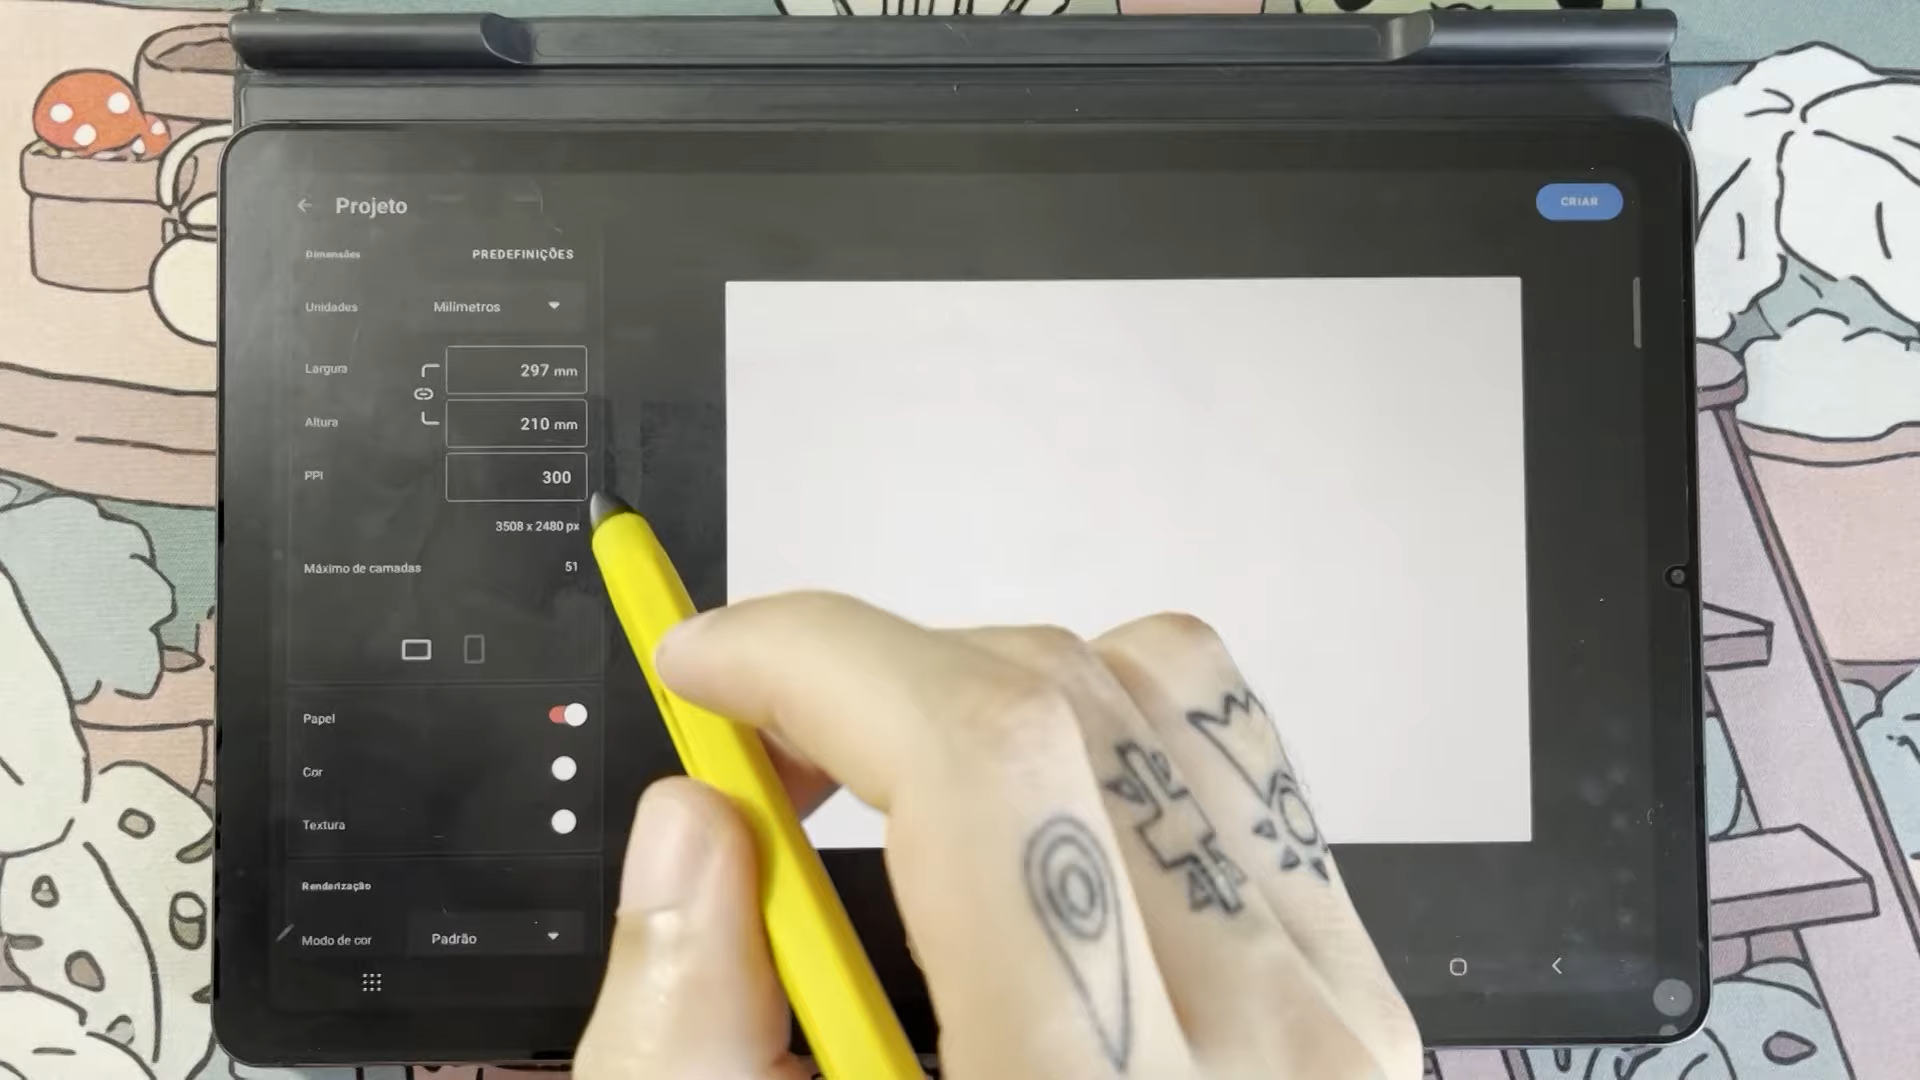 Projeto
CRIAR
Dimensões
PREDEFINIÇÕES
Unidades
Milímetros
Largura
297 mm
Altura
210 mm
PPI
300
3508 x 2480 px
Máximo de camadas
51
Papel
Cor
Textura
Renderização
Modo de cor
Padrão